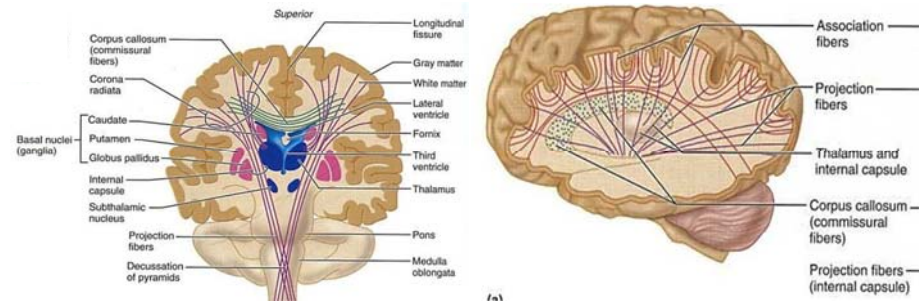 Superior
Corpus callosum
(commissural
fibers)
Corona
radiata
Basal nuclei
(ganglia)
Caudate
Putamen
Globus pallidus
Internal
capsule
Subthalamic
nucleus
Projection
fibers
Decussation
of pyramids
Longitudinal
fissure
Gray matter
White matter
Lateral
ventricle
Fornix
Third
ventricle
Thalamus
Pons
Medulla
oblongata
Association
fibers
Projection
fibers
Thalamus and
internal capsule
Corpus callosum
(commissural
fibers)
Projection fibers
(internal capsule)
(a)